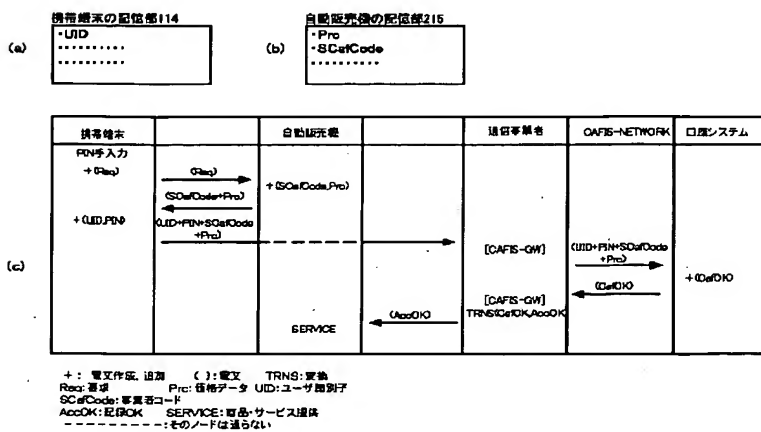 携帯端末の記憶部114
自動販売機の記憶部215
(a)
・UID
・・・・・・・・・・
・・・・・・・・・・
(b)
・Prc
・SCafCode
・・・・・・・・・・
携帯端末
自動販売機
通信事業者
CAFIS-NETWORK
口座システム
PIN手入力
+(Req)
(Req)
(SCafCode+Prc)
+(SCafCode,Prc)
+(UID,PIN)
(UID+PIN+SCafCode
+Prc)
(c)
[CAFIS-GW]
(UID+PIN+SCafCode
+Prc)
+(CafOK)
(CafOK)
[CAFIS-GW]
TRNS(CafOK,AccOK)
(AccOK)
SERVICE
+:電文作成、追加 ( ):電文 TRNS:変換
Req:要求 Prc:価格データ UID:ユーザ識別子
SCafCode:事業者コード
AccOK:記録OK SERVICE:商品・サービス提供
----------:そのノードは通らない